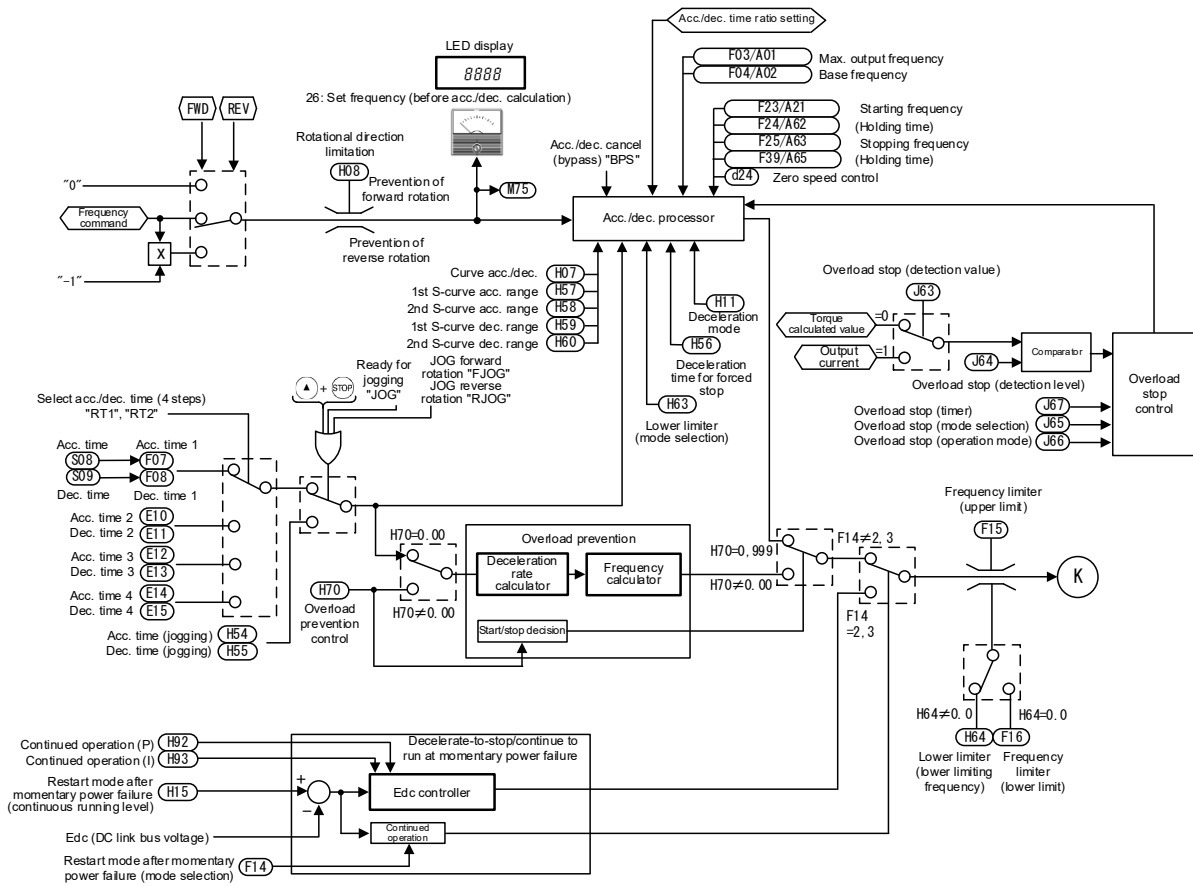 LED display
8888
26: Set frequency (before acc./dec. calculation)
Acc./dec. time ratio setting
F03/A01 Max. output frequency
F04/A02 Base frequency
F23/A21 Starting frequency
F24/A62 (Holding time)
F25/A63 Stopping frequency
F39/A65 (Holding time)
d24 Zero speed control
FWD REV
Rotational direction
limitation
H08
Prevention of
forward rotation
Prevention of
reverse rotation
M75
Acc./dec. cancel
(bypass) "BPS"
Acc./dec. processor
"0"
Frequency
command
X
"-1"
Curve acc./dec. H07
1st S-curve acc. range H57
2nd S-curve acc. range H58
1st S-curve dec. range H59
2nd S-curve dec. range H60
H11
Deceleration
mode
H56
Deceleration
time for forced
stop
H63
Lower limiter
(mode selection)
Overload stop (detection value)
J63
Torque
calculated value
=0
Output
current
=1
J64
Comparator
Overload stop (detection level)
Overload
stop
control
Overload stop (timer) J67
Overload stop (mode selection) J65
Overload stop (operation mode) J66
▲ + STOP
Ready for
jogging
"JOG"
JOG forward
rotation "FJOG"
JOG reverse
rotation "RJOG"
Select acc./dec. time (4 steps)
"RT1", "RT2"
Acc. time Acc. time 1
S08 F07
S09 F08
Dec. time Dec. time 1
Acc. time 2 E10
Dec. time 2 E11
Acc. time 3 E12
Dec. time 3 E13
Acc. time 4 E14
Dec. time 4 E15
Acc. time (jogging) H54
Dec. time (jogging) H55
H70
Overload
prevention
control
H70=0.00
H70≠0.00
Overload prevention
Deceleration
rate
calculator
Frequency
calculator
Start/stop decision
H70=0,999
H70≠0.00
F14≠2,3
F14
=2,3
Frequency limiter
(upper limit)
F15
K
H64≠0.0
H64=0.0
H64 F16
Lower limiter
(lower limiting
frequency)
Frequency
limiter
(lower limit)
Continued operation (P) H92
Continued operation (I) H93
Restart mode after
momentary power failure
(continuous running level)
H15
+
−
Edc (DC link bus voltage)
Restart mode after momentary
power failure (mode selection)
F14
Decelerate-to-stop/continue to
run at momentary power failure
Edc controller
Continued
operation